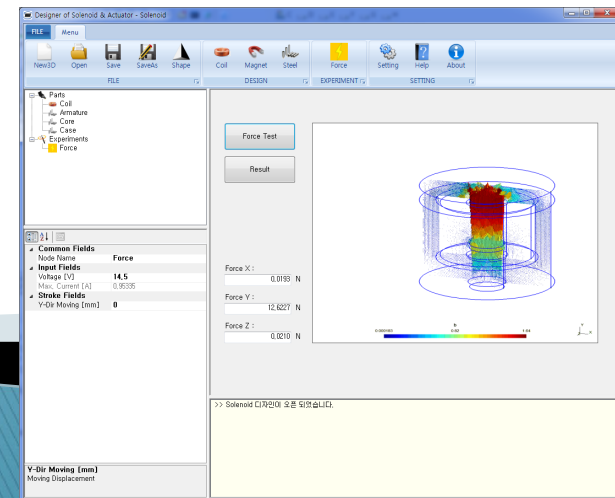 Designer of Solenoid & Actuator - Solenoid
FILE Menu
New3D Open Save SaveAs Shape Coil Magnet Steel Force Setting Help About
FILE DESIGN EXPERIMENT SETTING
Parts
Coil
Armature
Core
Case
Experiments
Force
Force Test
Result
Common Fields
Node Name Force
Input Fields
Voltage [V] 14.5
Max. Current [A] 0.95335
Stroke Fields
Y-Dir Moving [mm] 0
Force X :
0.0193 N
Force Y :
12.6227 N
Force Z :
0.0210 N
>> Solenoid 디자인이 오픈 되었습니다.
Y-Dir Moving [mm]
Moving Displacement